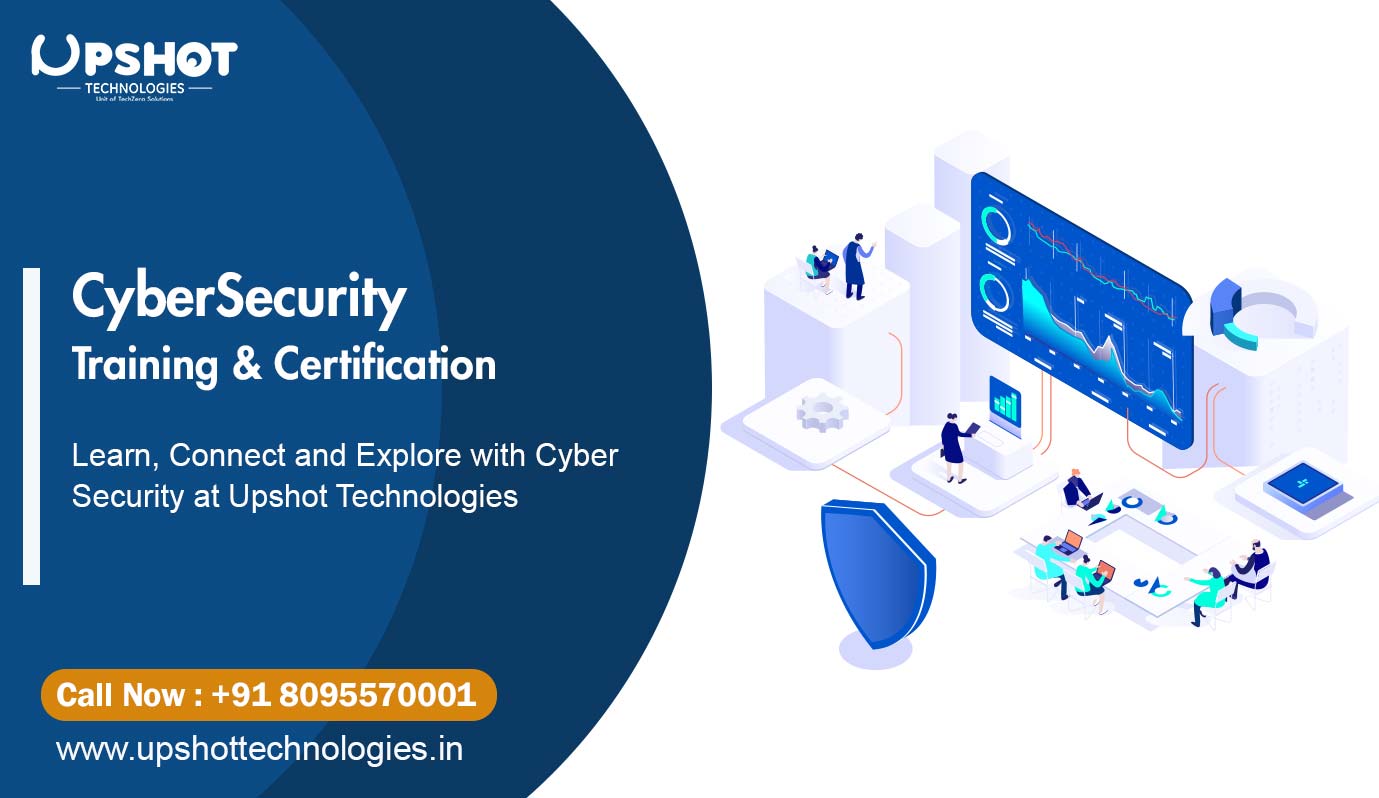 UPSHOT
TECHNOLOGIES
Unit of TechZero Solutions
CyberSecurity
Training & Certification
Learn, Connect and Explore with Cyber
Security at Upshot Technologies
Call Now : +91 8095570001
www.upshottechnologies.in